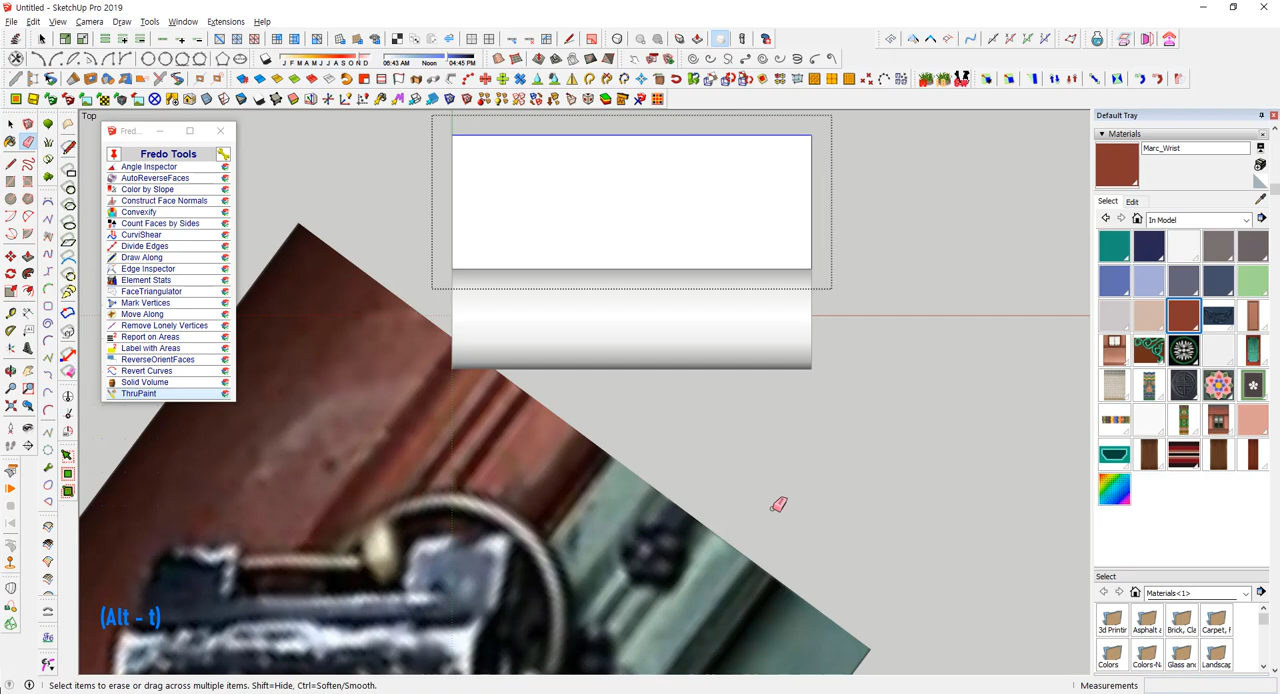 Untitled - SketchUp Pro 2019
File Edit View Camera Draw Tools Window Extensions Help
J F M A M J J A S O N D
06:43 AM Noon 04:45 PM
Top
Fred...
Fredo Tools
Angle Inspector
AutoReverseFaces
Color by Slope
Construct Face Normals
Convexify
Count Faces by Sides
CurviShear
Divide Edges
Draw Along
Edge Inspector
Element Stats
FaceTriangulator
Mark Vertices
Move Along
Remove Lonely Vertices
Report on Areas
Label with Areas
ReverseOrientFaces
Revert Curves
Solid Volume
ThruPaint
(Alt - t)
Default Tray
Materials
Marc_Wrist
Select Edit
In Model
Select
Materials<1>
3d Printir Asphalt a Brick, Cla Carpet, F
Colors Colors-Na Glass and Landscap
Select items to erase or drag across multiple items. Shift=Hide, Ctrl=Soften/Smooth.
Measurements